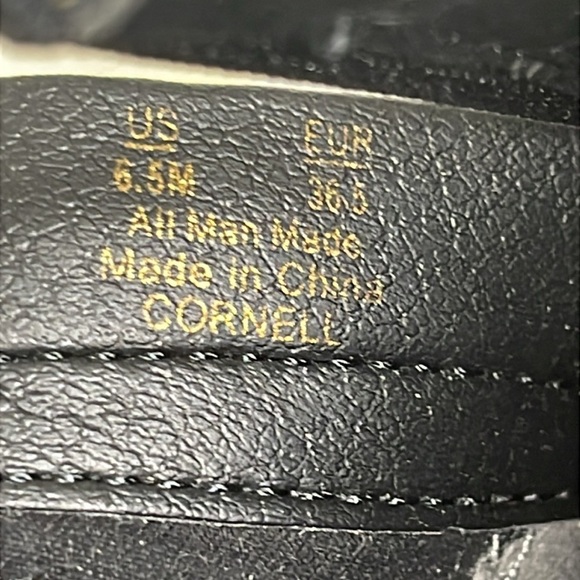 US EUR
6.5M 36.5
All Man Made
Made in China
CORNELL